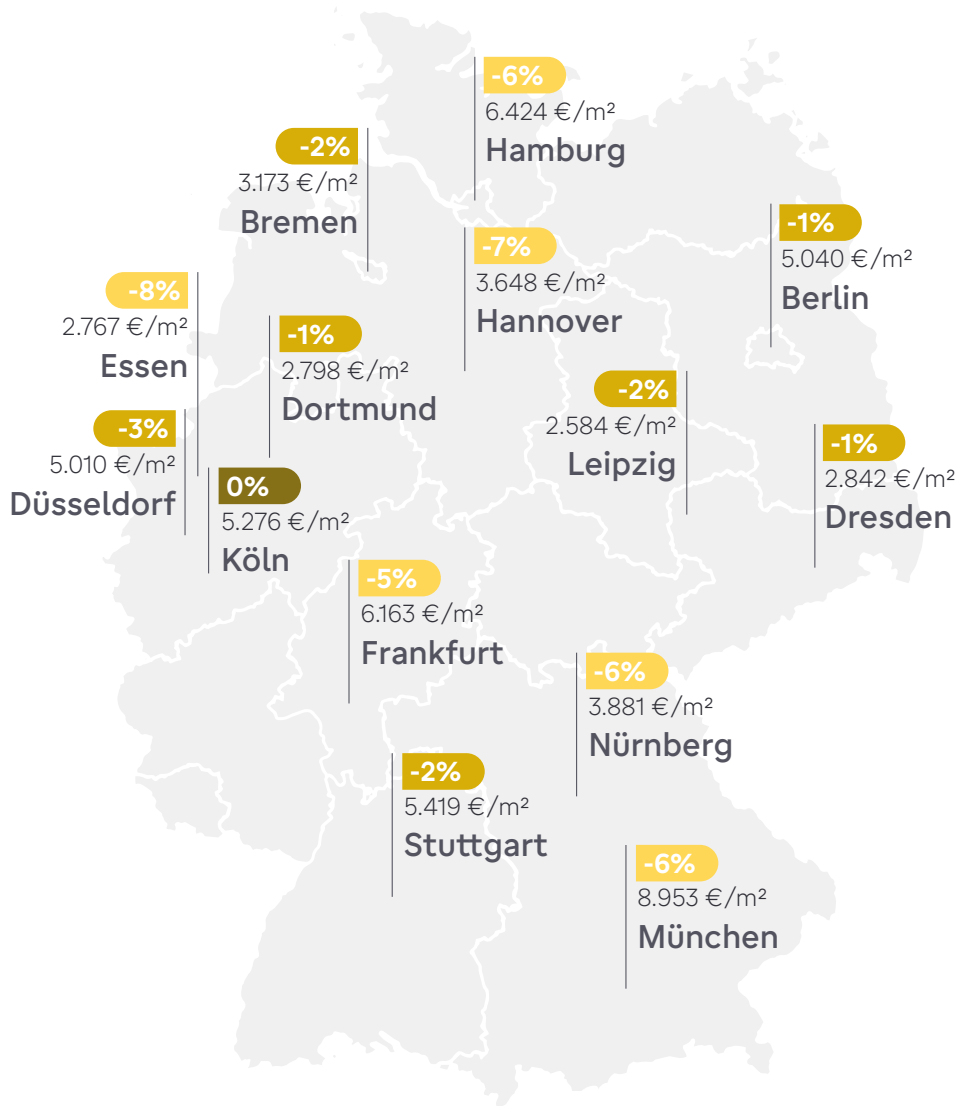 -6%
6.424 €/m²
Hamburg
-2%
3.173 €/m²
Bremen
-1%
5.040 €/m²
Berlin
-7%
3.648 €/m²
Hannover
-8%
2.767 €/m²
Essen
-1%
2.798 €/m²
Dortmund
-2%
2.584 €/m²
Leipzig
-3%
5.010 €/m²
Düsseldorf
-1%
2.842 €/m²
Dresden
0%
5.276 €/m²
Köln
-5%
6.163 €/m²
Frankfurt
-6%
3.881 €/m²
Nürnberg
-2%
5.419 €/m²
Stuttgart
-6%
8.953 €/m²
München